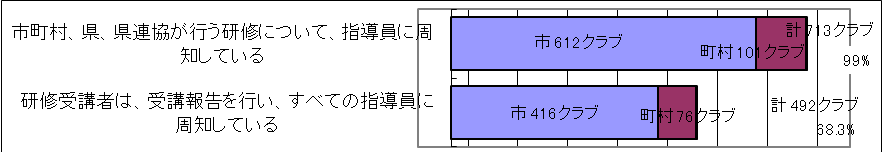 市町村、県、県連協が行う研修について、指導員に周
知している
市612クラブ
町村101クラブ
計713クラブ
99%
研修受講者は、受講報告を行い、すべての指導員に
周知している
市416クラブ
町村76クラブ
計492クラブ
68.3%